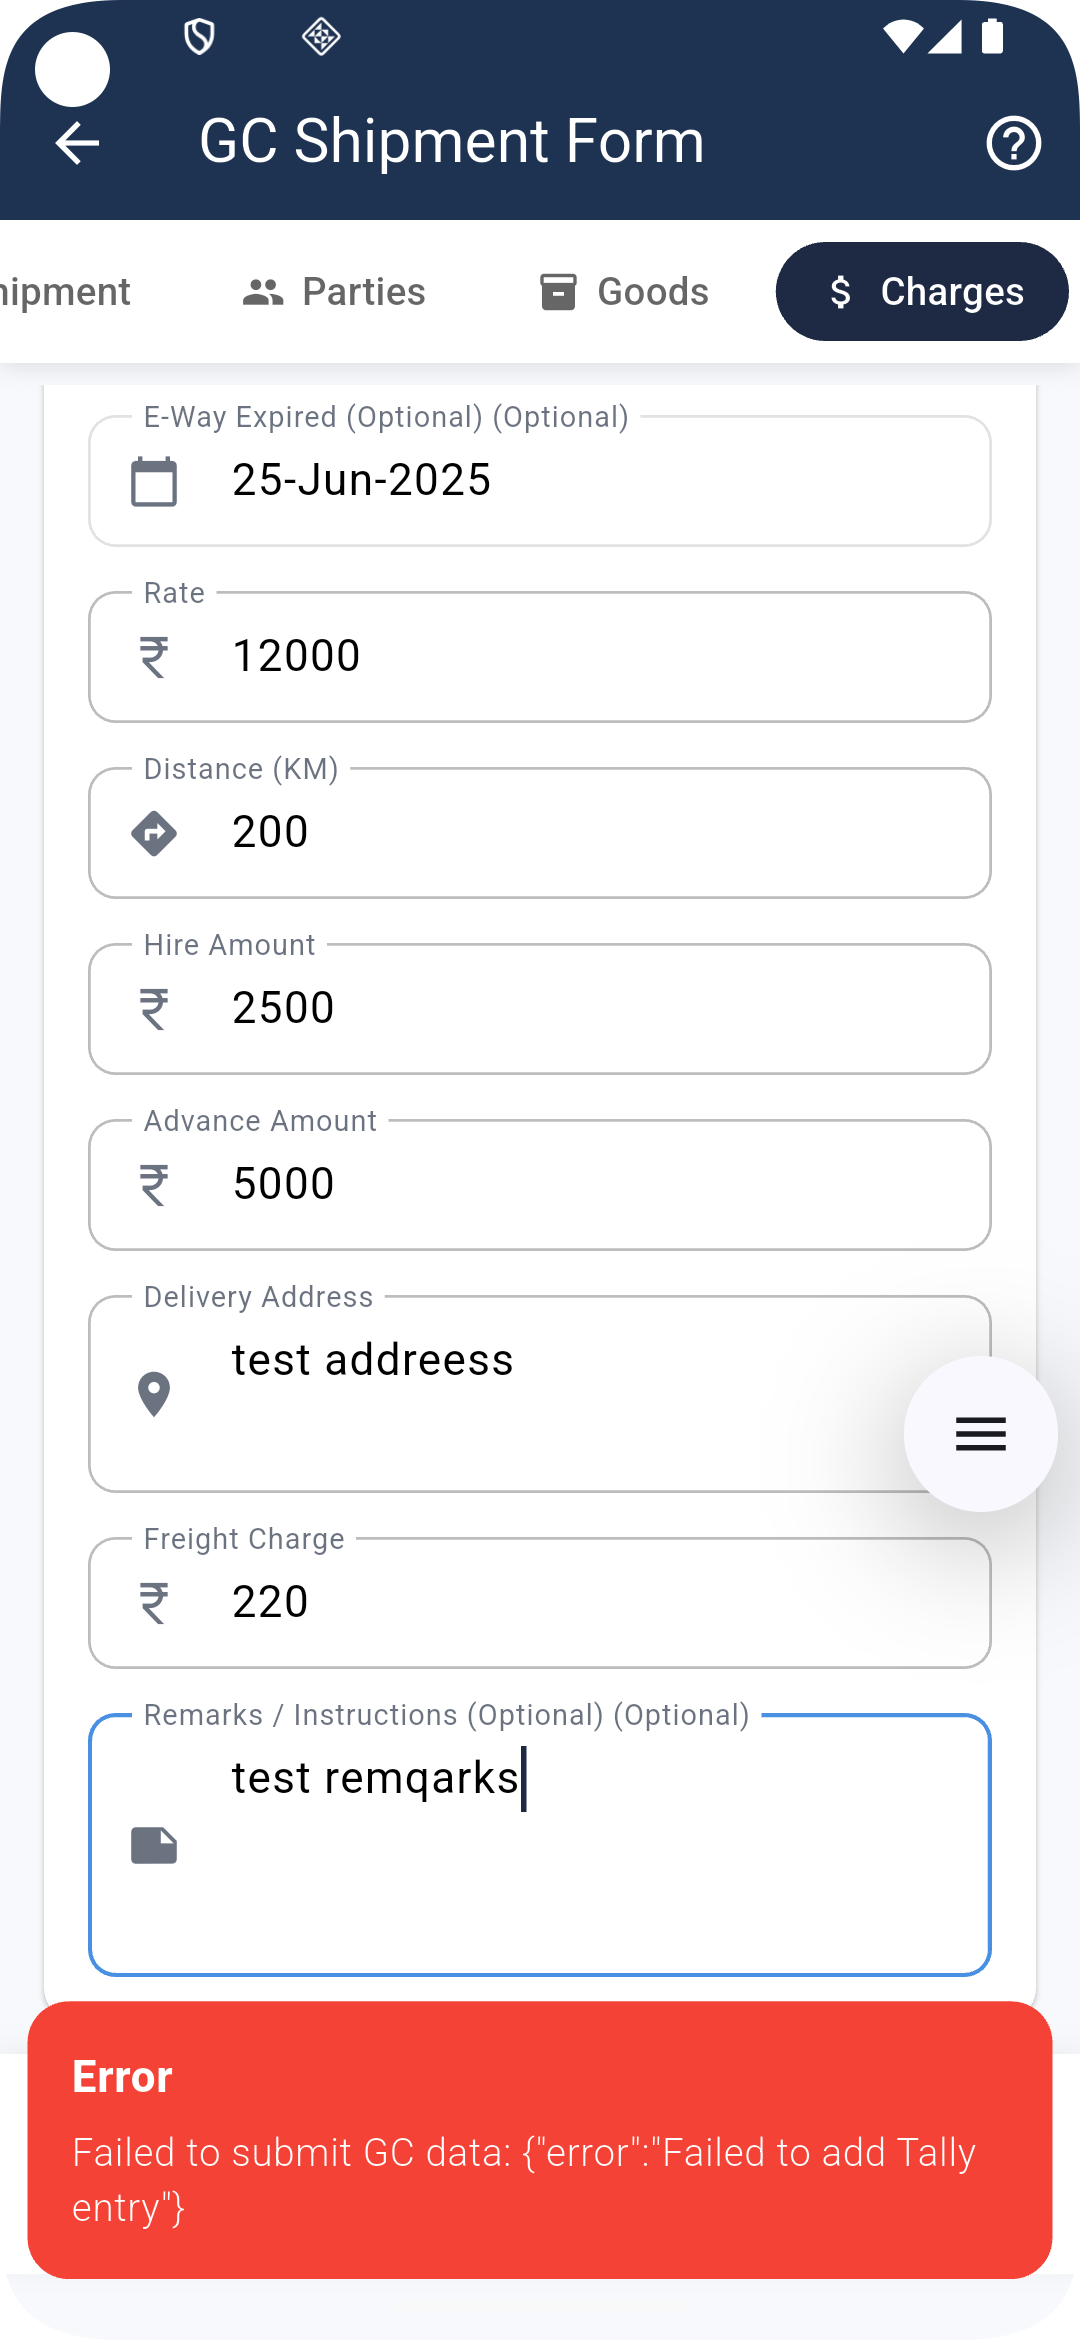 GC Shipment Form
hipment
Parties
Goods
$ Charges
E-Way Expired (Optional) (Optional)
25-Jun-2025
Rate
₹ 12000
Distance (KM)
200
Hire Amount
₹ 2500
Advance Amount
₹ 5000
Delivery Address
test addreess
Freight Charge
₹ 220
Remarks / Instructions (Optional) (Optional)
test remqarks
Error
Failed to submit GC data: {"error":"Failed to add Tally
entry"}